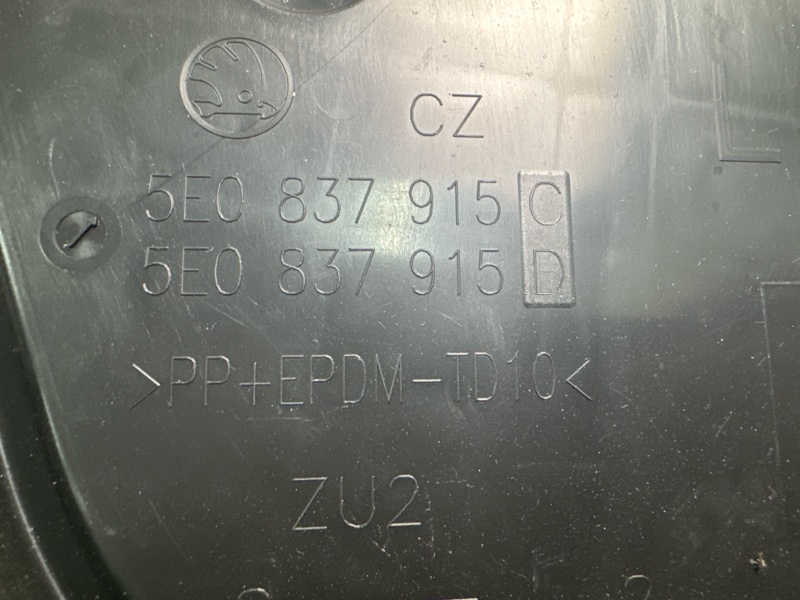 CZ
5E0 837 915 C
5E0 837 915 D
>PP+EPDM-TD10<
ZU2